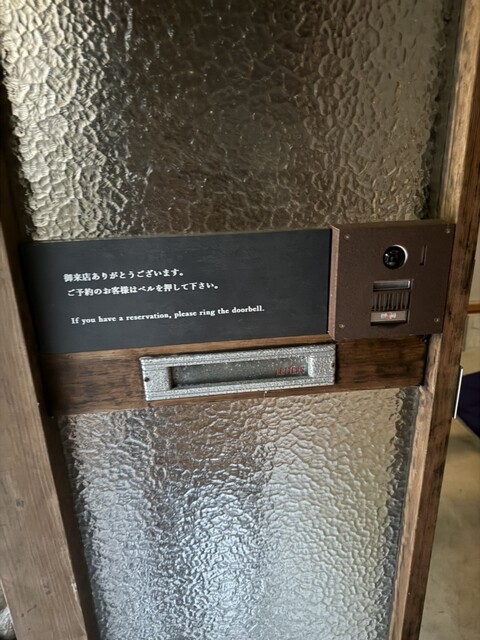 御来店ありがとうございます。
ご予約のお客様はベルを押して下さい。
If you have a reservation, please ring the doorbell.